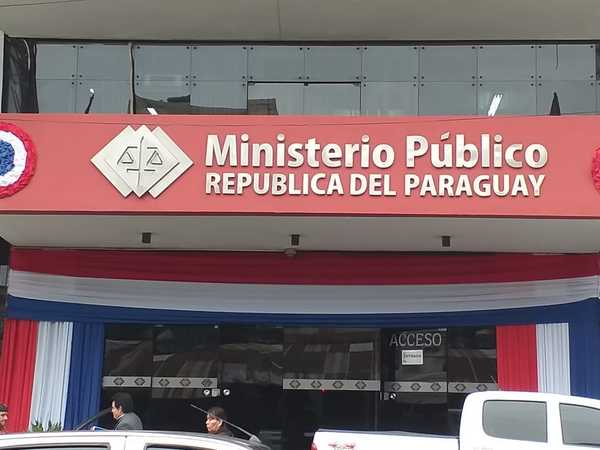 Ministerio Público
REPUBLICA DEL PARAGUAY
ACCESO